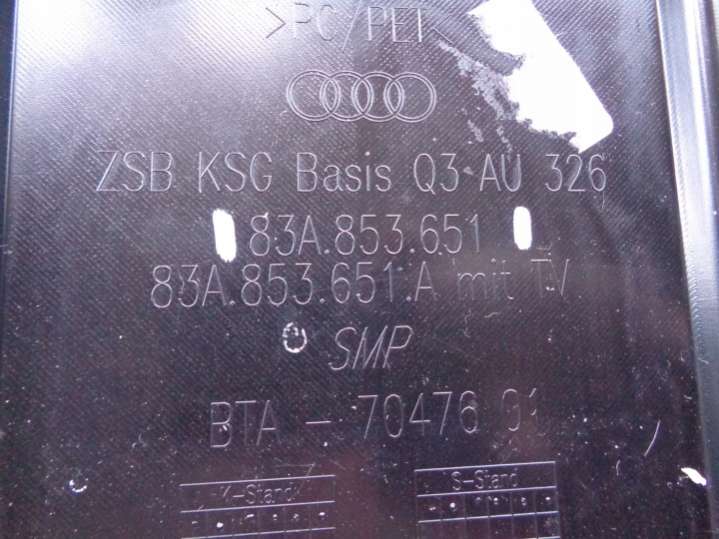 >PC/PET<
ZSB KSG Basis Q3 AU 326
83A.853.651
83A.853.651.A mit TV
SMP
BTA - 70476 01
K-Stand S-Stand